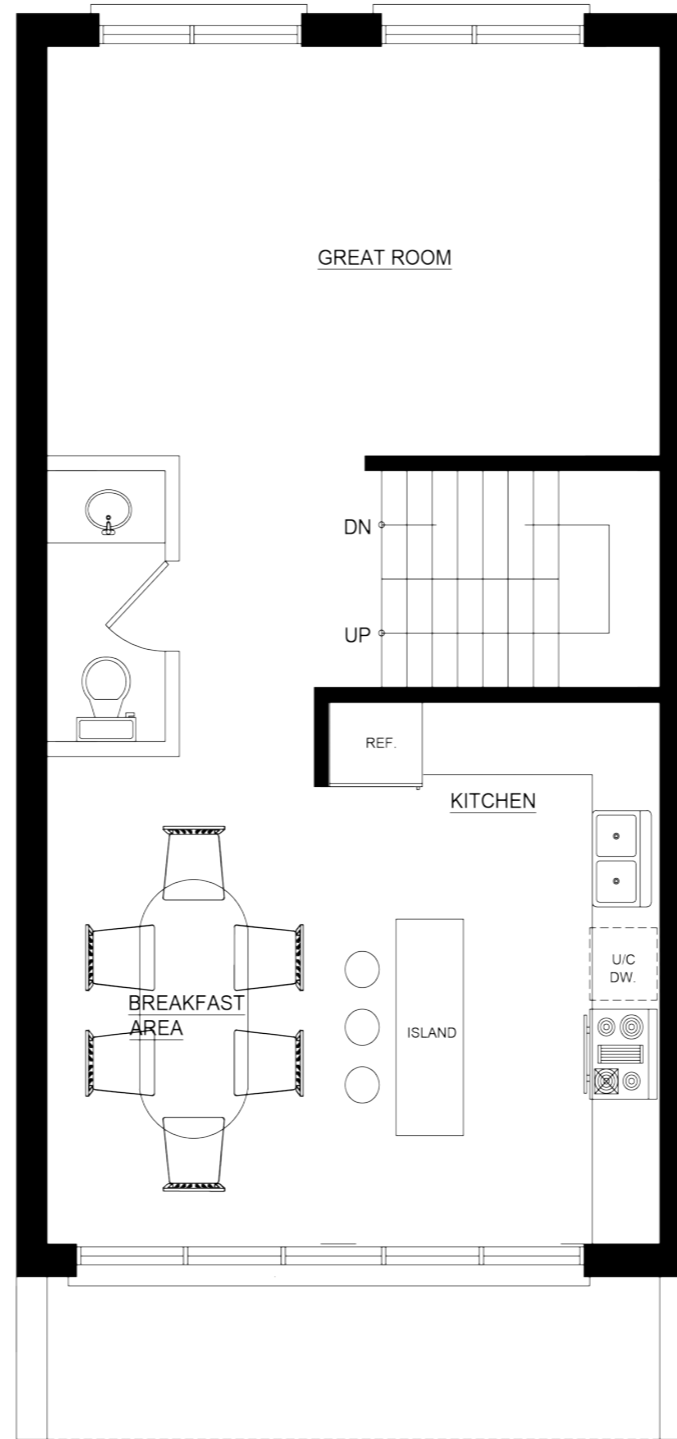 GREAT ROOM
DN
UP
REF.
KITCHEN
U/C
DW.
BREAKFAST
AREA
ISLAND